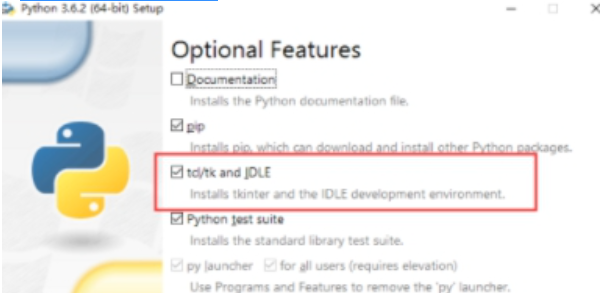 Python 3.6.2 (64-bit) Setup
Optional Features
Documentation
Installs the Python documentation file.
pip
Installs pip, which can download and install other Python packages.
tcl/tk and IDLE
Installs tkinter and the IDLE development environment.
Python test suite
Installs the standard library test suite.
py launcher for all users (requires elevation)
Use Programs and Features to remove the 'py' launcher.